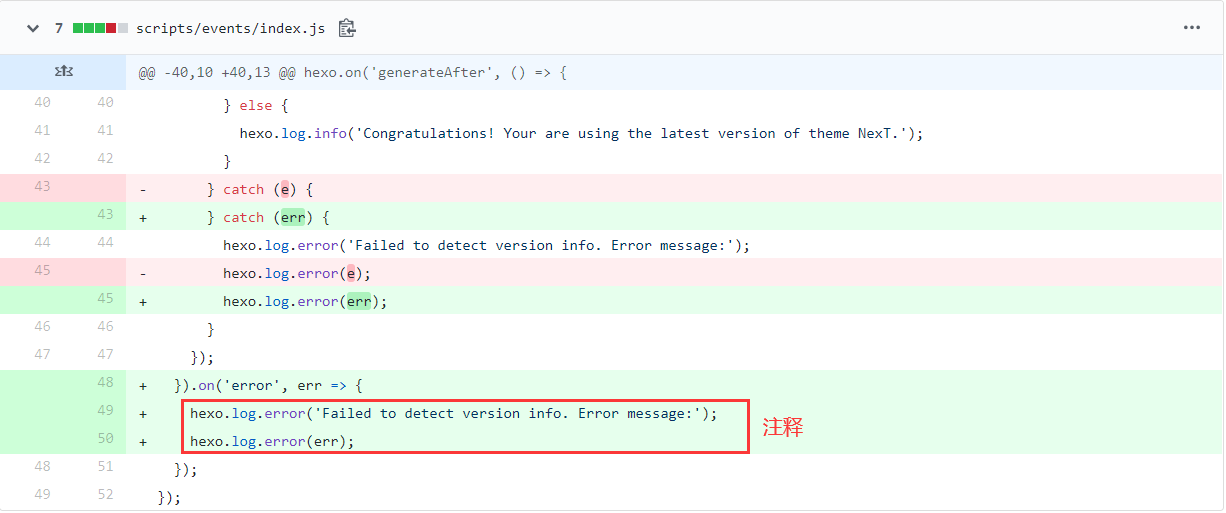 7 scripts/events/index.js
@@ -40,10 +40,13 @@ hexo.on('generateAfter', () => {
40 40 } else {
41 41 hexo.log.info('Congratulations! Your are using the latest version of theme NexT.');
42 42 }
43 - } catch (e) {
43 + } catch (err) {
44 44 hexo.log.error('Failed to detect version info. Error message:');
45 - hexo.log.error(e);
45 + hexo.log.error(err);
46 46 }
47 47 });
48 + }).on('error', err => {
49 + hexo.log.error('Failed to detect version info. Error message:');
注释
50 + hexo.log.error(err);
48 51 });
49 52 });